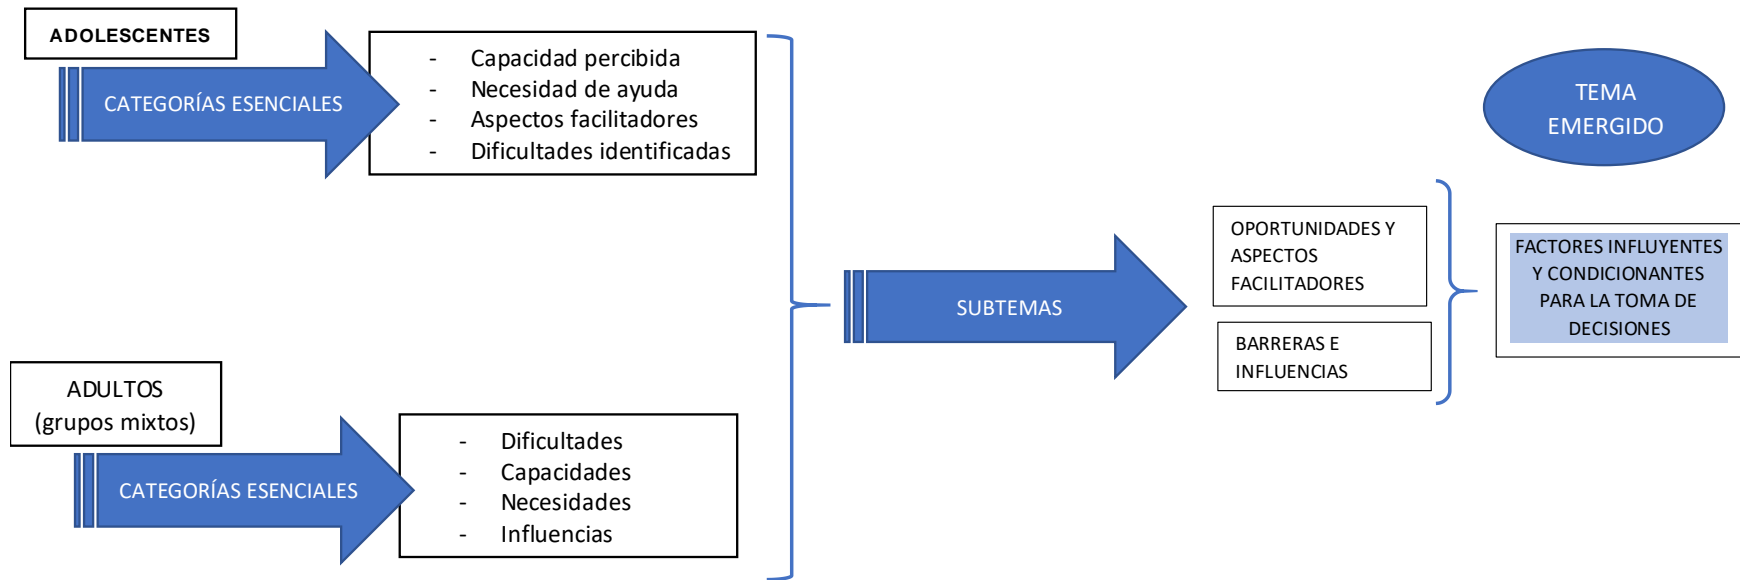 ADOLESCENTES
CATEGORÍAS ESENCIALES
- Capacidad percibida
- Necesidad de ayuda
- Aspectos facilitadores
- Dificultades identificadas
ADULTOS
(grupos mixtos)
CATEGORÍAS ESENCIALES
- Dificultades
- Capacidades
- Necesidades
- Influencias
SUBTEMAS
OPORTUNIDADES Y
ASPECTOS
FACILITADORES
BARRERAS E
INFLUENCIAS
TEMA
EMERGIDO
FACTORES INFLUYENTES
Y CONDICIONANTES
PARA LA TOMA DE
DECISIONES